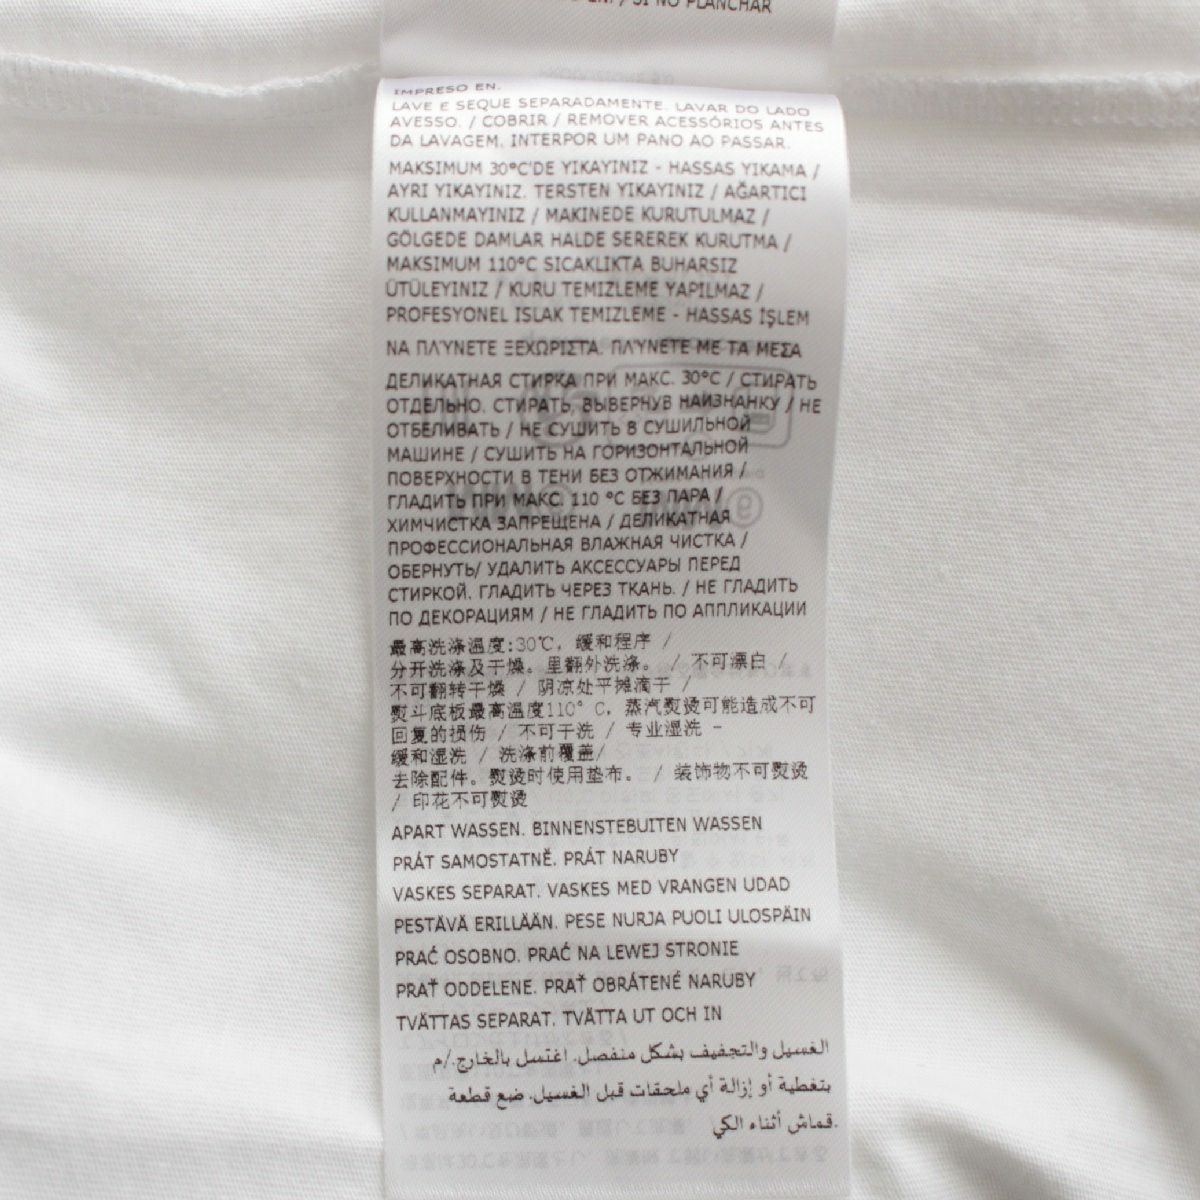 SI NO PLANCHAR
IMPRESO EN.
LAVE E SEQUE SEPARADAMENTE. LAVAR DO LADO
AVESSO. / COBRIR / REMOVER ACESSÓRIOS ANTES
DA LAVAGEM. INTERPOR UM PANO AO PASSAR.
MAKSIMUM 30°C'DE YIKAYINIZ - HASSAS YIKAMA /
AYRI YIKAYINIZ. TERSTEN YIKAYINIZ / AĞARTICI
KULLANMAYINIZ / MAKINEDE KURUTULMAZ /
GÖLGEDE DAMLAR HALDE SEREREK KURUTMA /
MAKSIMUM 110°C SICAKLIKTA BUHARSIZ
ÜTÜLEYINIZ / KURU TEMIZLEME YAPILMAZ /
PROFESYONEL ISLAK TEMIZLEME - HASSAS İŞLEM
ΝΑ ΠΛΎΝΕΤΕ ΞΕΧΩΡΙΣΤΑ. ΠΛΎΝΕΤΕ ΜΕ ΤΑ ΜΕΣΑ
ДЕЛИКАТНАЯ СТИРКА ПРИ МАКС. 30°C / СТИРАТЬ
ОТДЕЛЬНО. СТИРАТЬ, ВЫВЕРНУВ НАИЗНАНКУ / НЕ
ОТБЕЛИВАТЬ / НЕ СУШИТЬ В СУШИЛЬНОЙ
МАШИНЕ / СУШИТЬ НА ГОРИЗОНТАЛЬНОЙ
ПОВЕРХНОСТИ В ТЕНИ БЕЗ ОТЖИМАНИЯ /
ГЛАДИТЬ ПРИ МАКС. 110 °C БЕЗ ПАРА /
ХИМЧИСТКА ЗАПРЕЩЕНА / ДЕЛИКАТНАЯ
ПРОФЕССИОНАЛЬНАЯ ВЛАЖНАЯ ЧИСТКА /
ОБЕРНУТЬ/ УДАЛИТЬ АКСЕССУАРЫ ПЕРЕД
СТИРКОЙ. ГЛАДИТЬ ЧЕРЕЗ ТКАНЬ. / НЕ ГЛАДИТЬ
ПО ДЕКОРАЦИЯМ / НЕ ГЛАДИТЬ ПО АППЛИКАЦИИ
最高洗涤温度:30℃, 缓和程序 /
分开洗涤及干燥。里翻外洗涤。 / 不可漂白 /
不可翻转干燥 / 阴凉处平摊滴干 /
熨斗底板最高温度110° C, 蒸汽熨烫可能造成不可
回复的损伤 / 不可干洗 / 专业湿洗 -
缓和湿洗 / 洗涤前覆盖/
去除配件。熨烫时使用垫布。 / 装饰物不可熨烫
/ 印花不可熨烫
APART WASSEN. BINNENSTEBUITEN WASSEN
PRÁT SAMOSTATNĚ. PRÁT NARUBY
VASKES SEPARAT. VASKES MED VRANGEN UDAD
PESTÄVÄ ERILLÄÄN. PESE NURJA PUOLI ULOSPÄIN
PRAĆ OSOBNO. PRAĆ NA LEWEJ STRONIE
PRAŤ ODDELENE. PRAŤ OBRÁTENÉ NARUBY
TVÄTTAS SEPARAT. TVÄTTA UT OCH IN
الغسيل والتجفيف بشكل منفصل. اغتسل بالخارج./م
بتغطية أو إزالة أي ملحقات قبل الغسيل. ضع قطعة
قماش أثناء الكي.